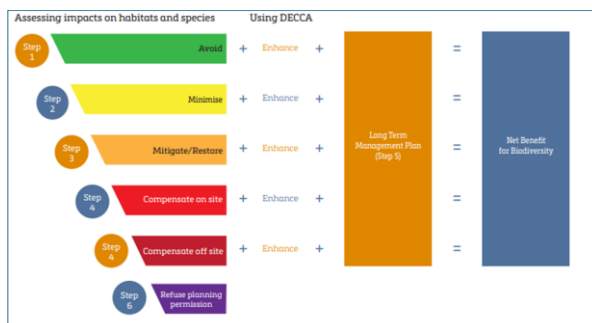 Assessing impacts on habitats and species Using DECCA
Step
1
Avoid + Enhance + =
Step
2
Minimise + Enhance + =
Step
3
Mitigate/Restore + Enhance + Long Term
Management Plan
(Step 5) = Net Benefit
for Biodiversity
Step
4
Compensate on site + Enhance + =
Step
4
Compensate off site + Enhance + =
Step
6
Refuse planning
permission